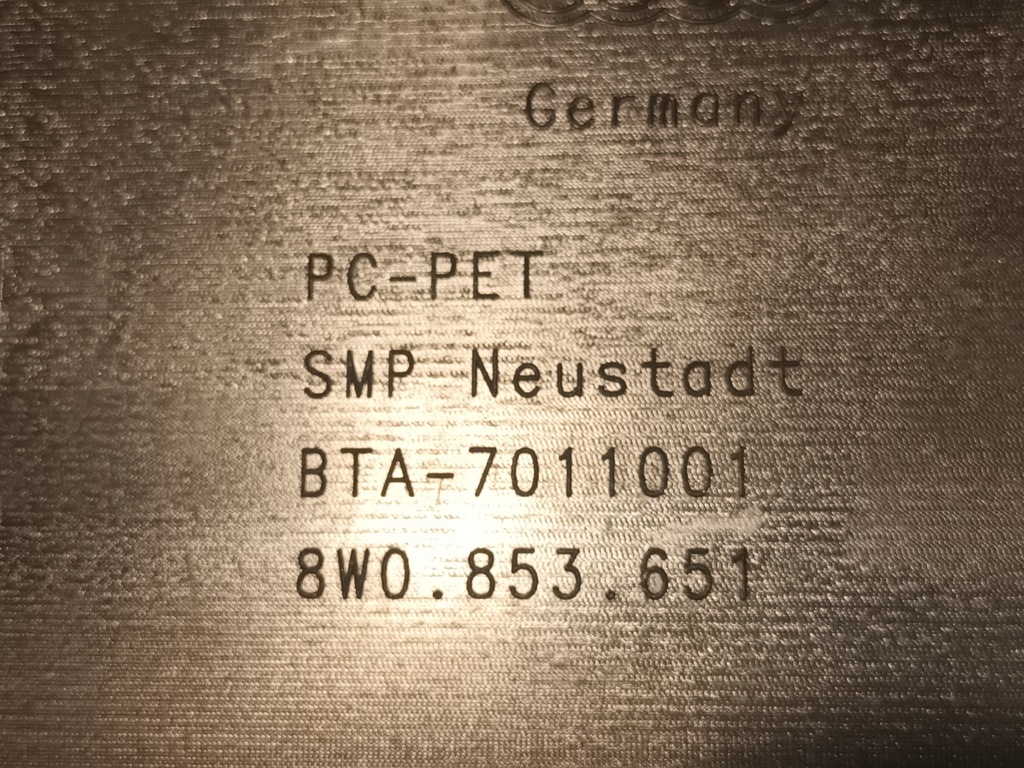 Germany
PC-PET
SMP Neustadt
BTA-7011001
8W0.853.651